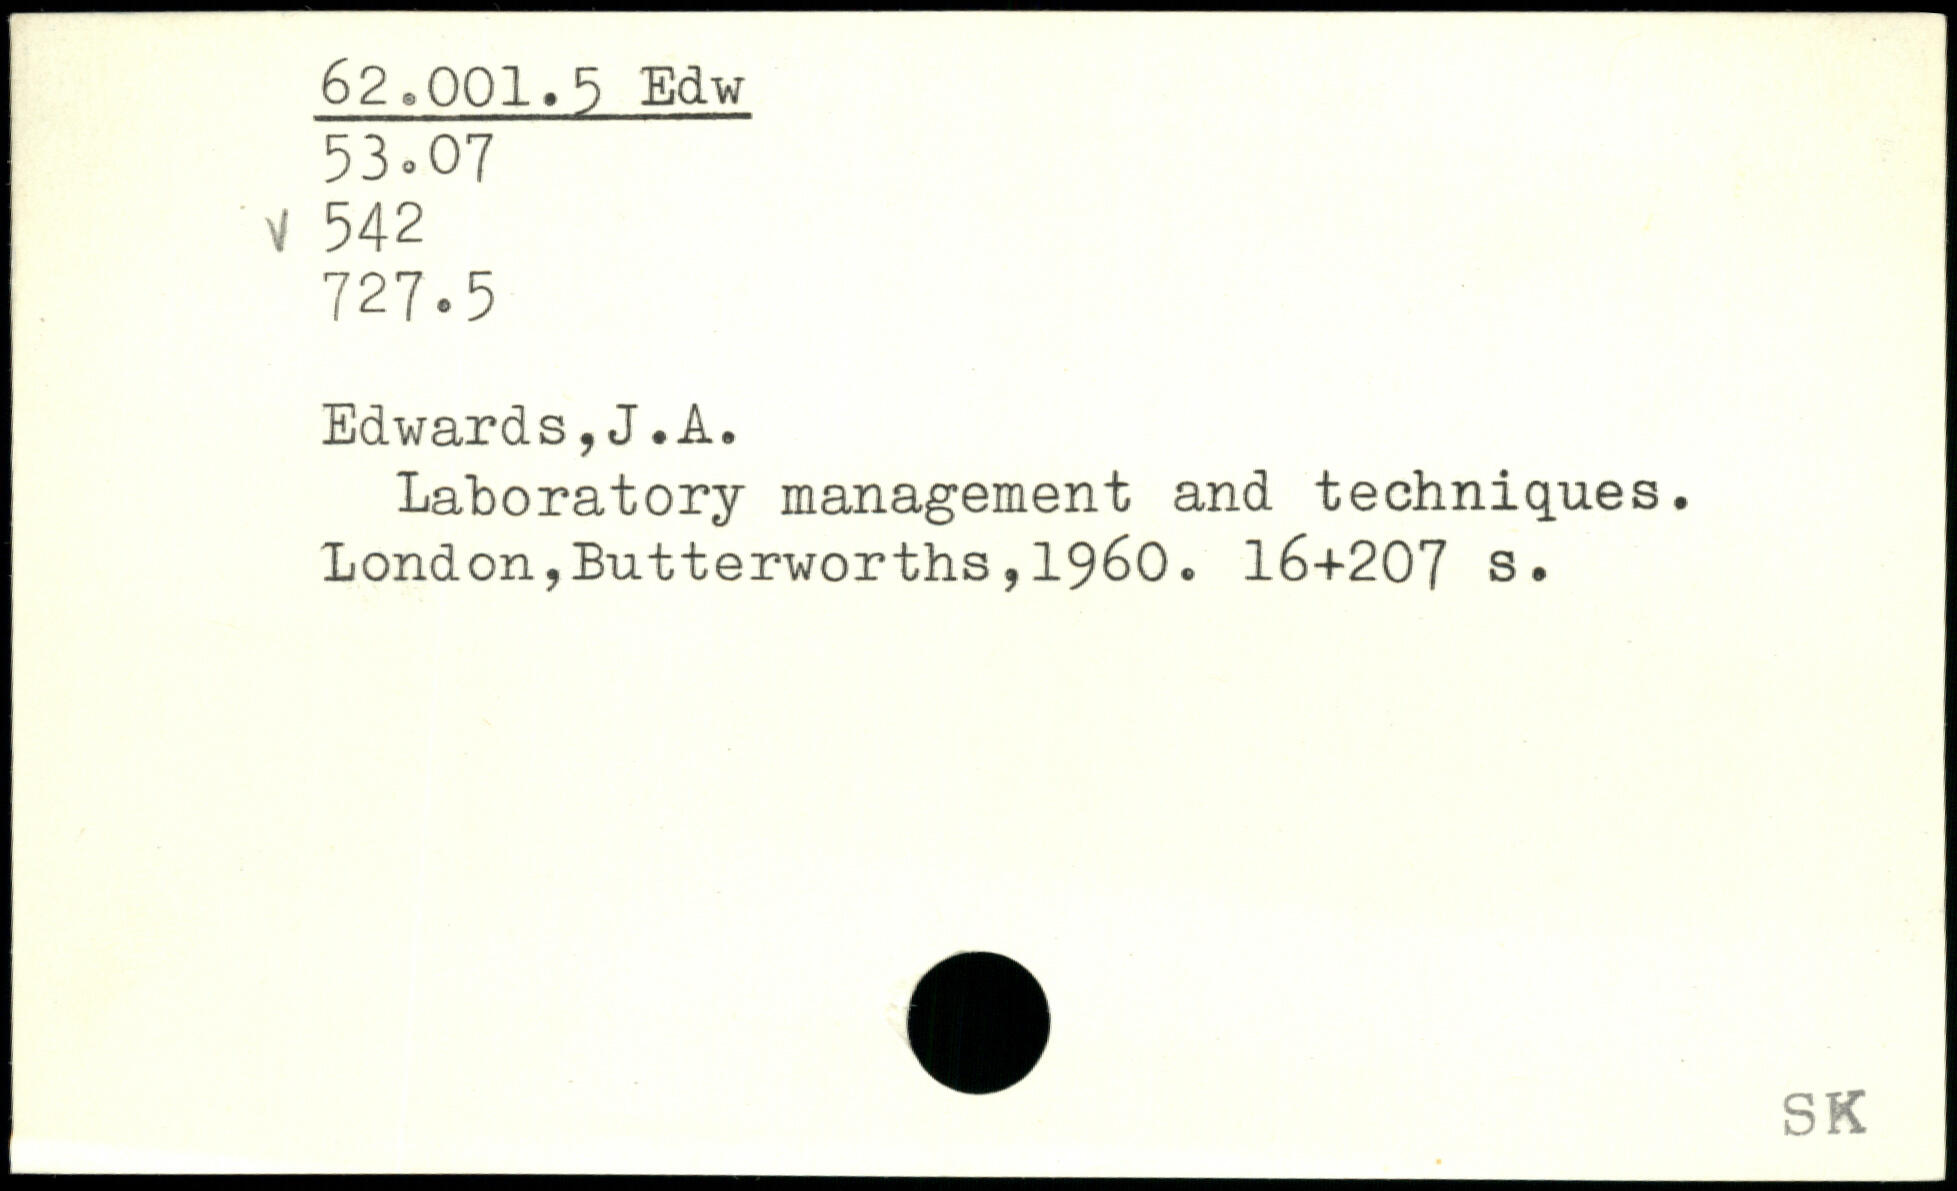 62.001.5 Edw
53.07
v 542
727.5
Edwards,J.A.
Laboratory management and techniques.
London,Butterworths,1960. 16+207 s.
SK